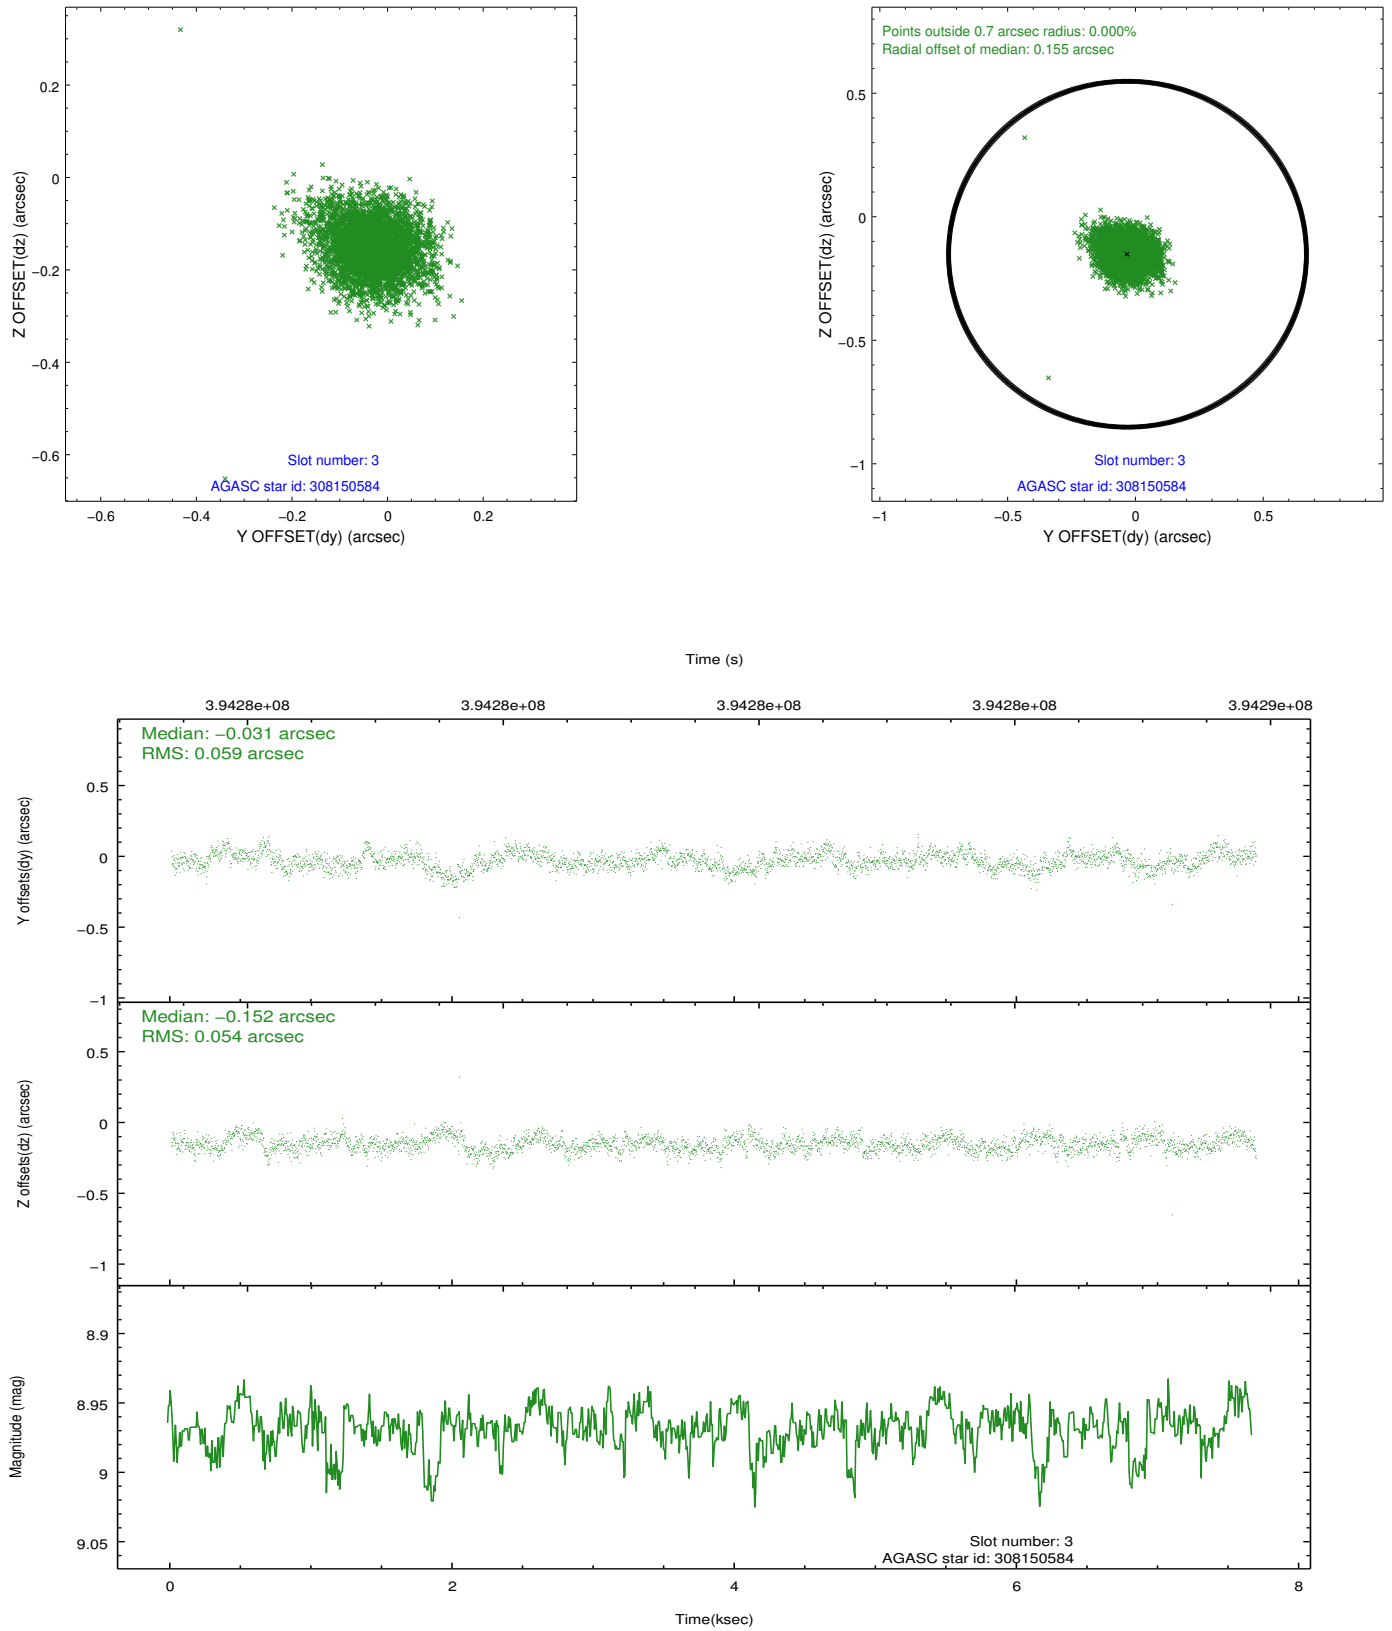 0.2
0
−0.2
−0.4
−0.6
Z OFFSET(dz) (arcsec)
Slot number: 3
AGASC star id: 308150584
−0.6
−0.4
−0.2
0
0.2
Y OFFSET(dy) (arcsec)
Points outside 0.7 arcsec radius: 0.000%
Radial offset of median: 0.155 arcsec
0.5
0
−0.5
−1
Z OFFSET(dz) (arcsec)
Slot number: 3
AGASC star id: 308150584
−1
−0.5
0
0.5
Y OFFSET(dy) (arcsec)
Time (s)
3.9428e+08
3.9428e+08
3.9428e+08
3.9428e+08
3.9429e+08
Median: −0.031 arcsec
RMS: 0.059 arcsec
0.5
0
−0.5
−1
Y offsets(dy) (arcsec)
Median: −0.152 arcsec
RMS: 0.054 arcsec
0.5
0
−0.5
−1
Z offsets(dz) (arcsec)
8.9
8.95
9
9.05
Magnitude (mag)
Slot number: 3
AGASC star id: 308150584
0
2
4
6
8
Time(ksec)